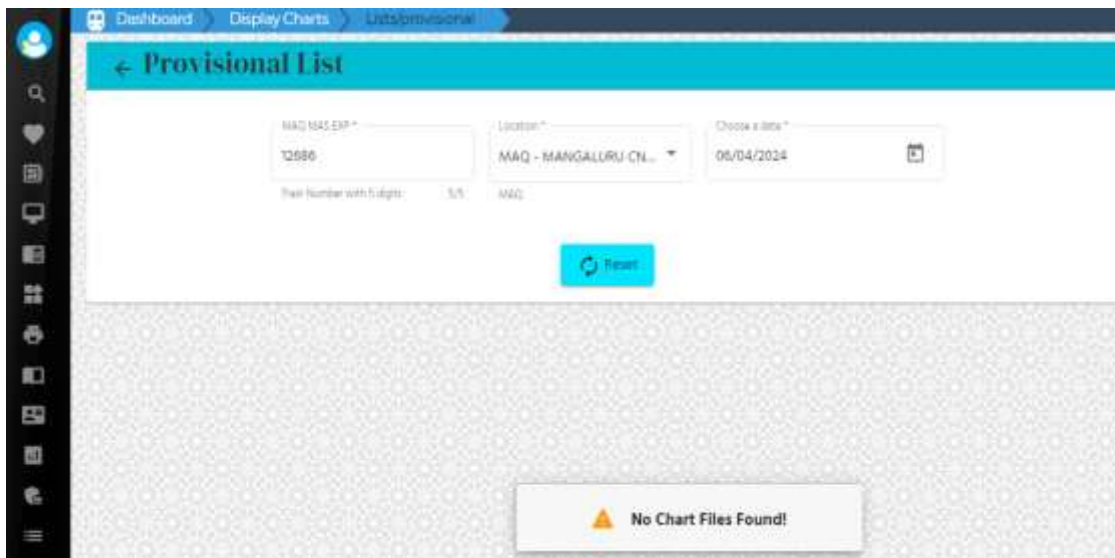 Dashboard Display Charts Lists/provisional
← Provisional List
MAQ MAS EXP * Location * Choose a date *
12686 MAQ - MANGALURU CN... 06/04/2024
Train Number with 5 digits 5/5 MAQ
Reset
No Chart Files Found!